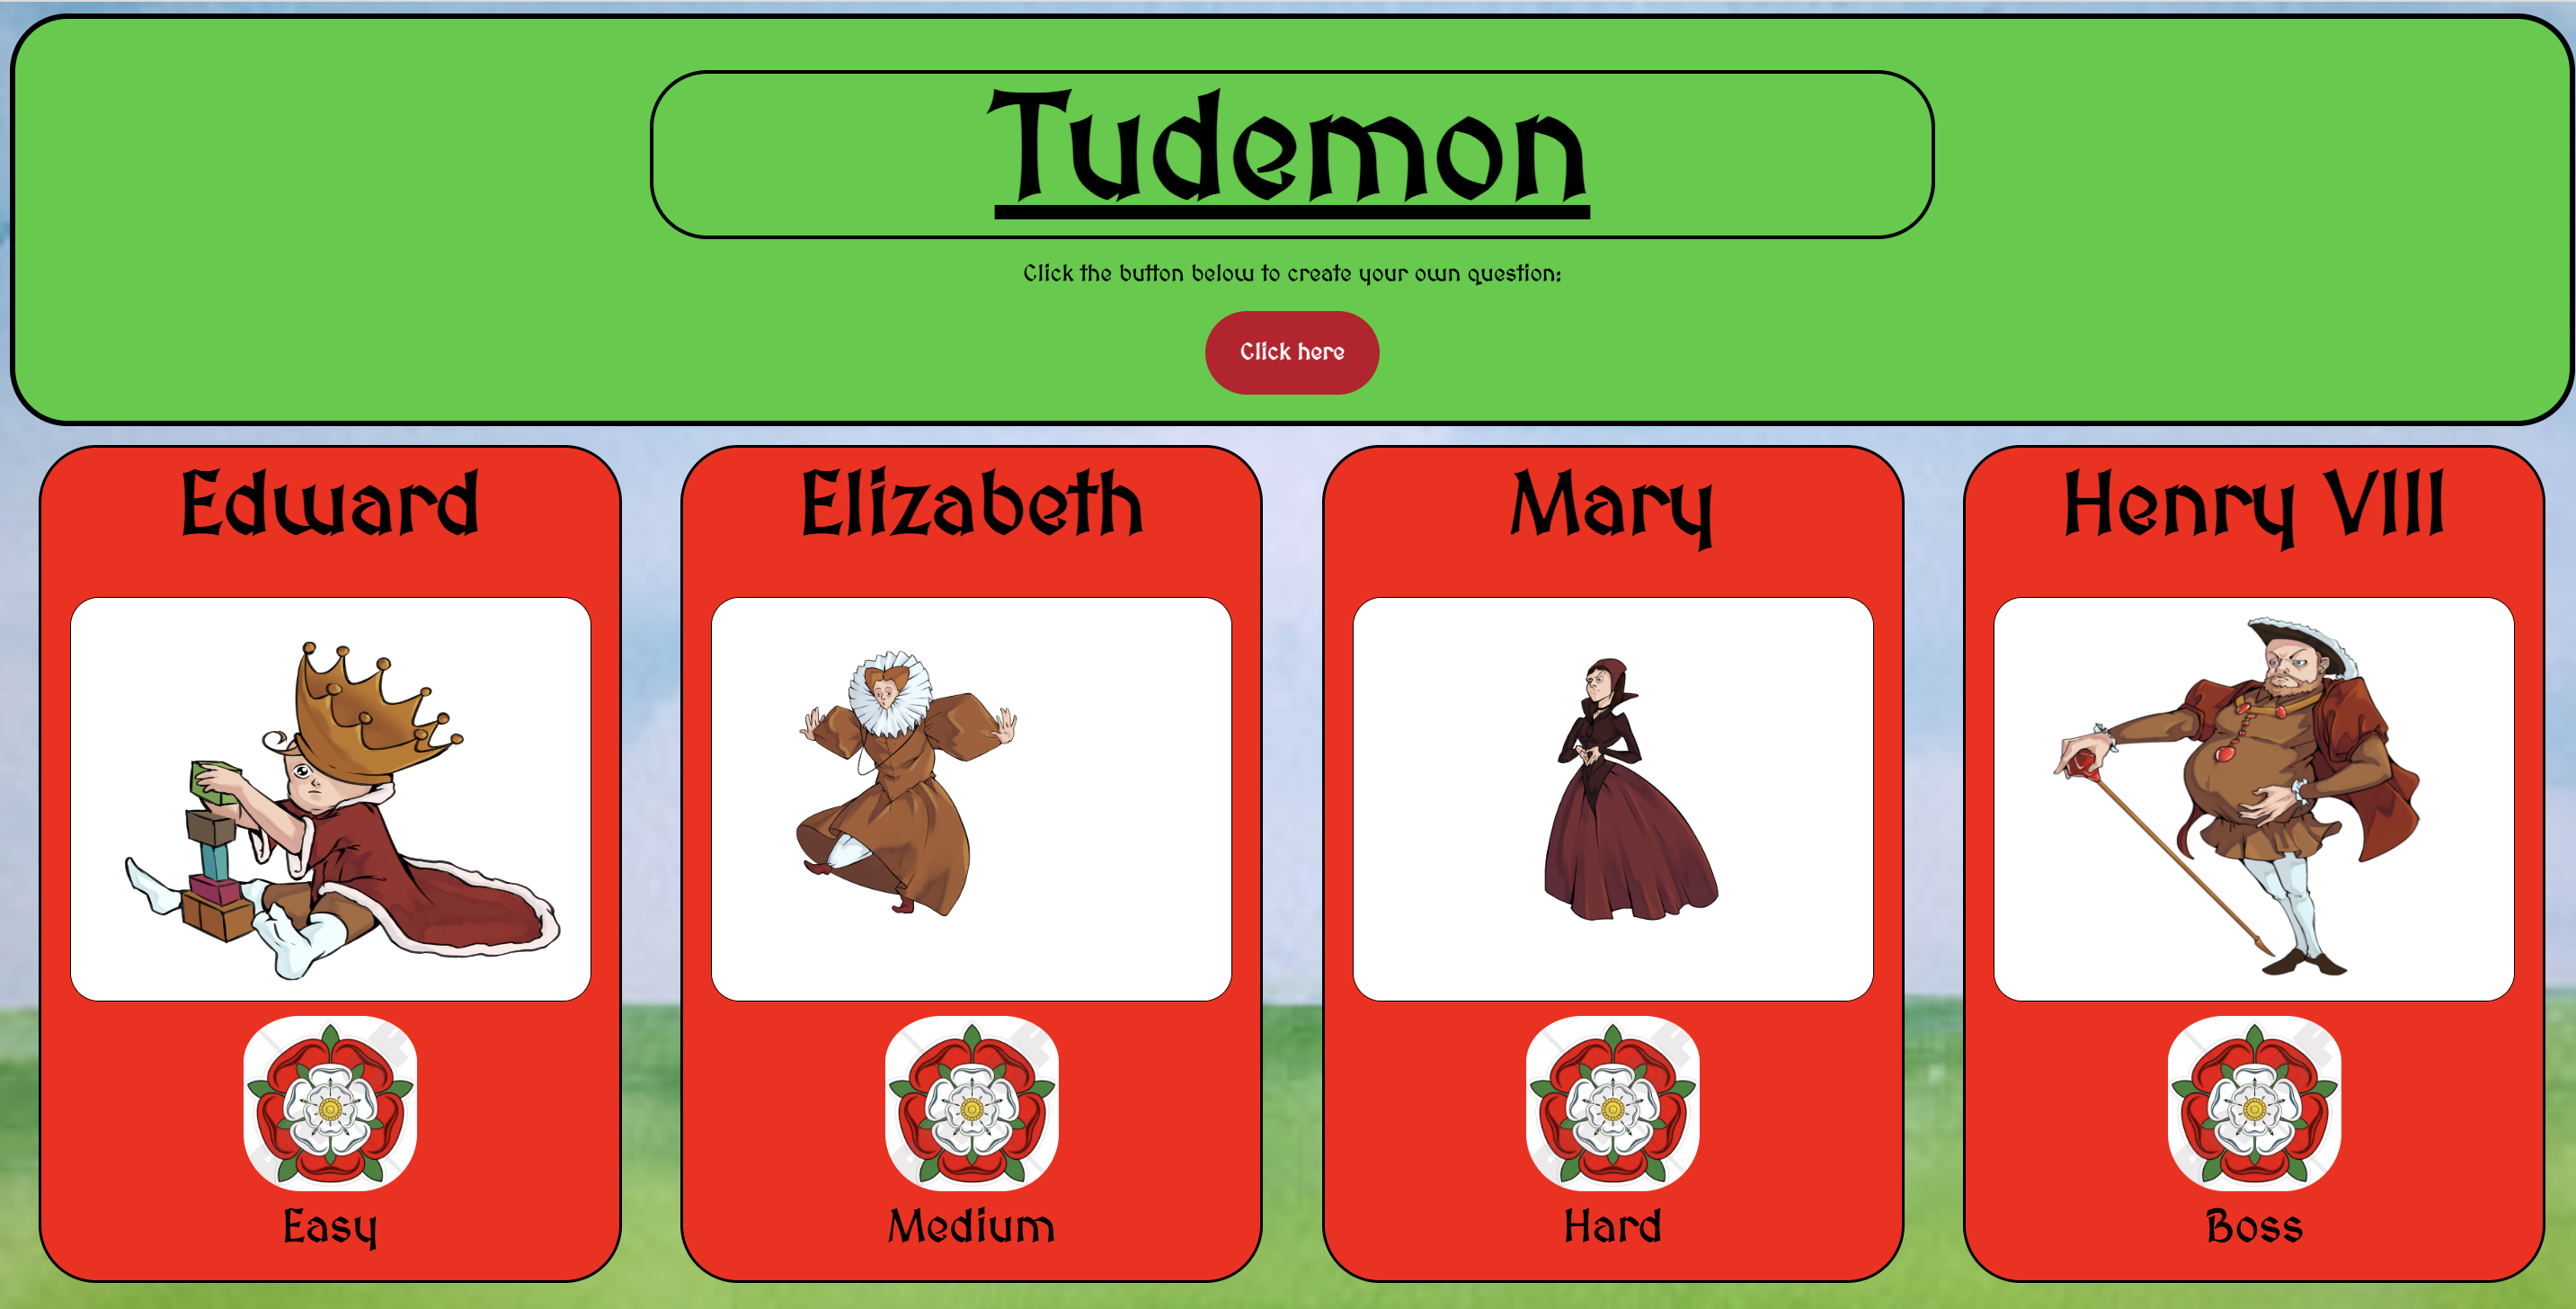 Tudemon
Click the button below to create your own question:
Click here
Edward
Elizabeth
Mary
Henry VIII
Easy
Medium
Hard
Boss